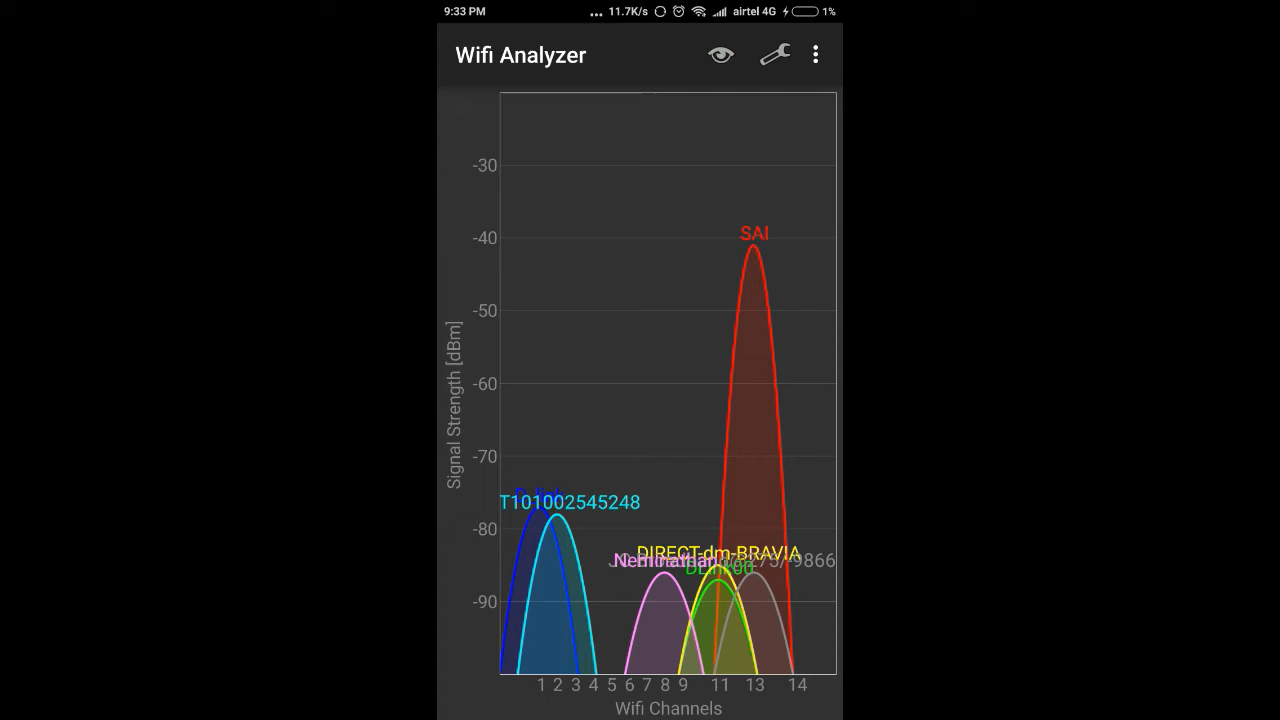 9:33 PM ... 11.7K/s airtel 4G 1%
Wifi Analyzer
-30
SAI
-40
-50
Signal Strength [dBm]
-60
-70
T101002545248
-80
DIRECT-dm-BRAVIA
Neminathan 9866
-90
1 2 3 4 5 6 7 8 9 11 13 14
Wifi Channels